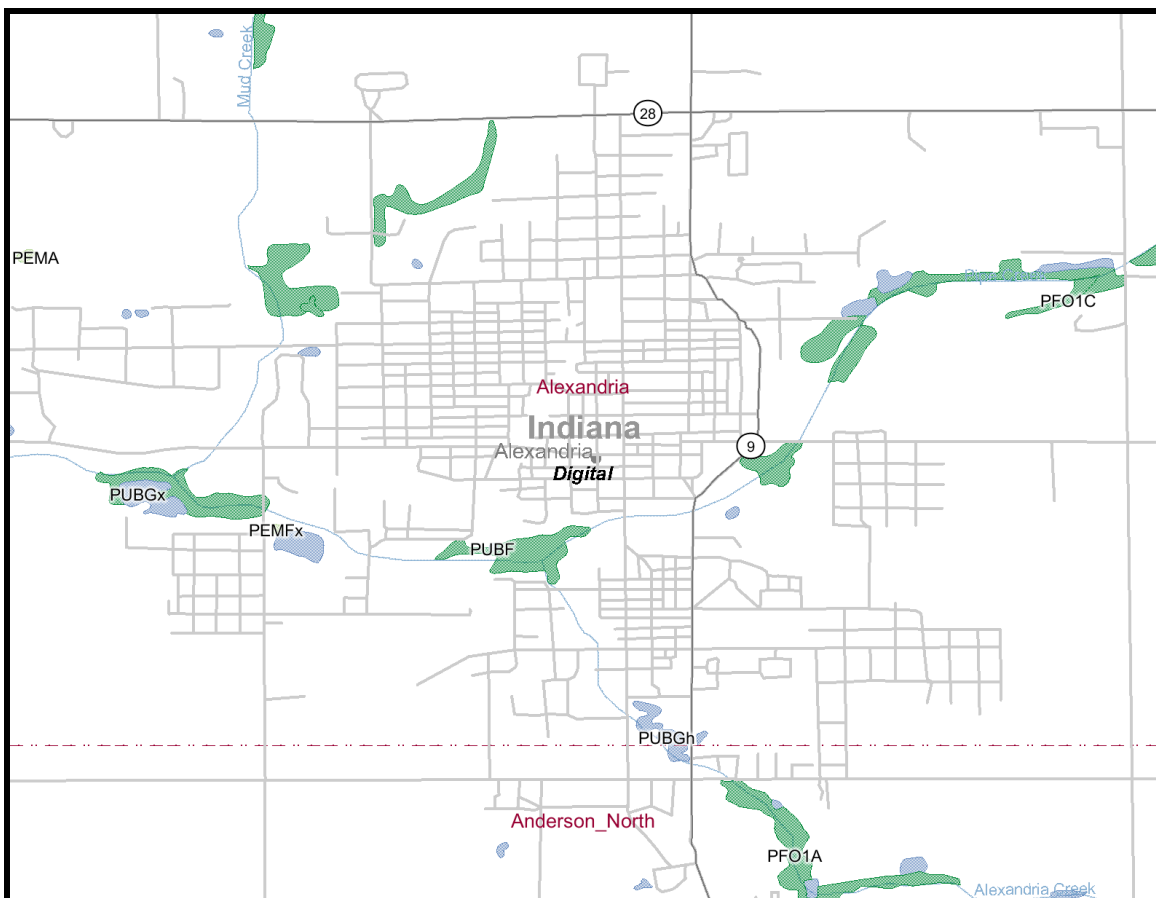 Mud Creek
28
PEMA
PFO1C
Alexandria
Indiana
Alexandria
9
Digital
PUBGx
PEMFx
PUBF
PUBGh
Anderson_North
PFO1A
Alexandria Creek